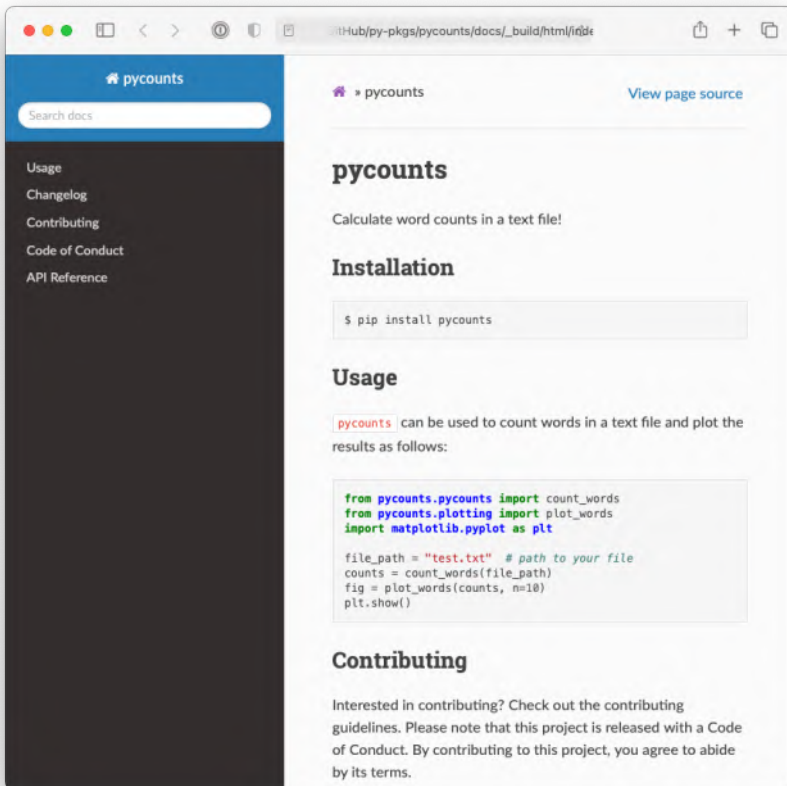 itHub/py-pkgs/pycounts/docs/_build/html/inde
pycounts
Search docs
Usage
Changelog
Contributing
Code of Conduct
API Reference
» pycounts
View page source
pycounts
Calculate word counts in a text file!
Installation
$ pip install pycounts
Usage
pycounts can be used to count words in a text file and plot the
results as follows:
from pycounts.pycounts import count_words
from pycounts.plotting import plot_words
import matplotlib.pyplot as plt
file_path = "test.txt" # path to your file
counts = count_words(file_path)
fig = plot_words(counts, n=10)
plt.show()
Contributing
Interested in contributing? Check out the contributing
guidelines. Please note that this project is released with a Code
of Conduct. By contributing to this project, you agree to abide
by its terms.